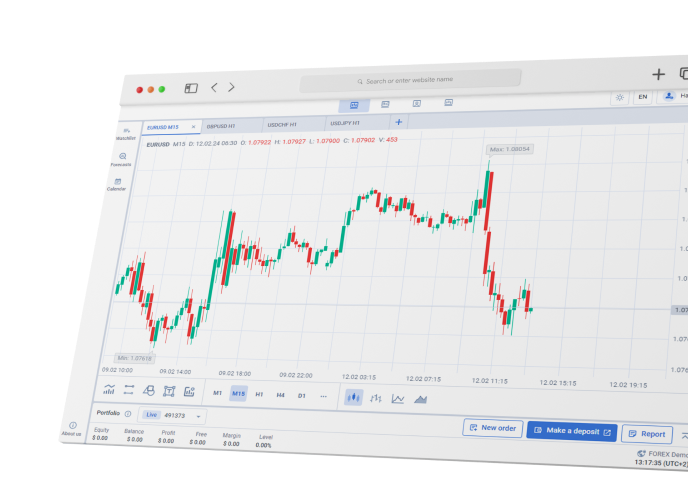 Search or enter website name
EN
Ha
EURUSD M15 × GBPUSD H1 USDCHF H1 USDJPY H1 +
EURUSD M15 D: 12.02.24 08:30 O: 1.07922 H: 1.07927 L: 1.07900 C: 1.07902 V: 453
Watchlist
Forecasts
Calendar
Max: 1.08054
Min: 1.07618
1.07
1.07
1.076
09.02 10:00 09.02 14:00 09.02 18:00 09.02 22:00 12.02 03:15 12.02 07:15 12.02 11:15 12.02 15:15 12.02 19:15
M1 M15 H1 H4 D1 ...
Portfolio Live 491373
New order Make a deposit Report
Equity Balance Profit Free Margin Level
$ 0.00 $ 0.00 $ 0.00 $ 0.00 $ 0.00 0.00%
About us
FOREX Demo
13:17:35 (UTC+2)